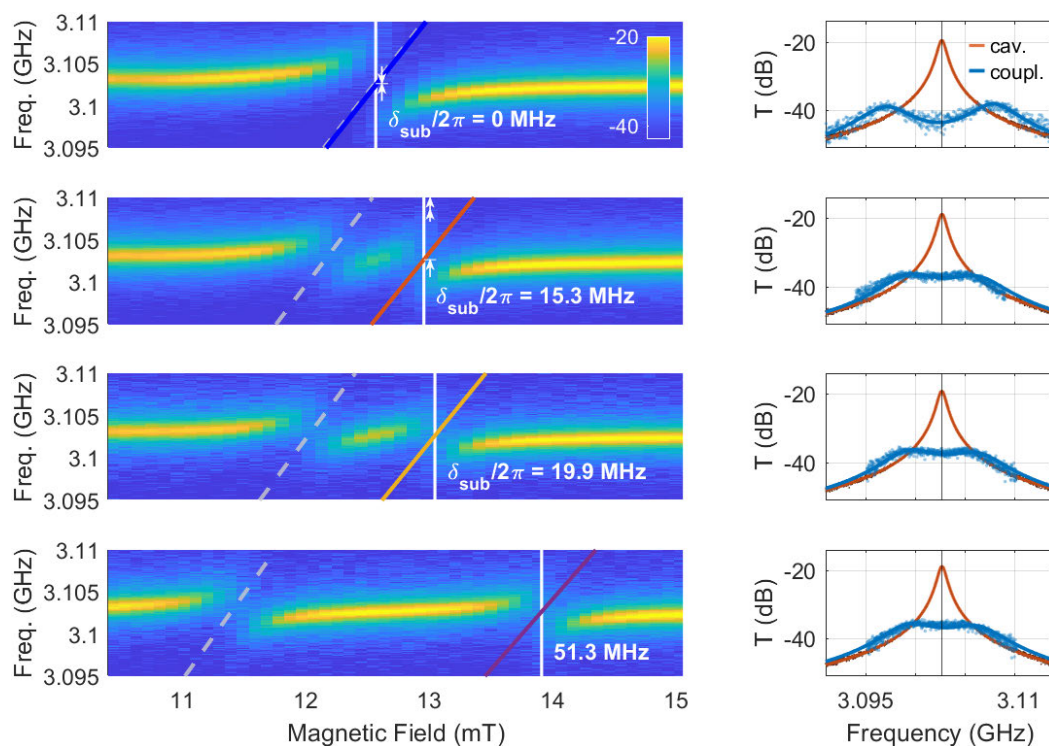 3.11
3.105
3.1
3.095
Freq. (GHz)
-20
-40
δsub/2π = 0 MHz
-20
-40
T (dB)
cav.
coupl.
3.11
3.105
3.1
3.095
Freq. (GHz)
δsub/2π = 15.3 MHz
-20
-40
T (dB)
3.11
3.105
3.1
3.095
Freq. (GHz)
δsub/2π = 19.9 MHz
-20
-40
T (dB)
3.11
3.105
3.1
3.095
Freq. (GHz)
51.3 MHz
-20
-40
T (dB)
11 12 13 14 15
Magnetic Field (mT)
3.095 3.11
Frequency (GHz)